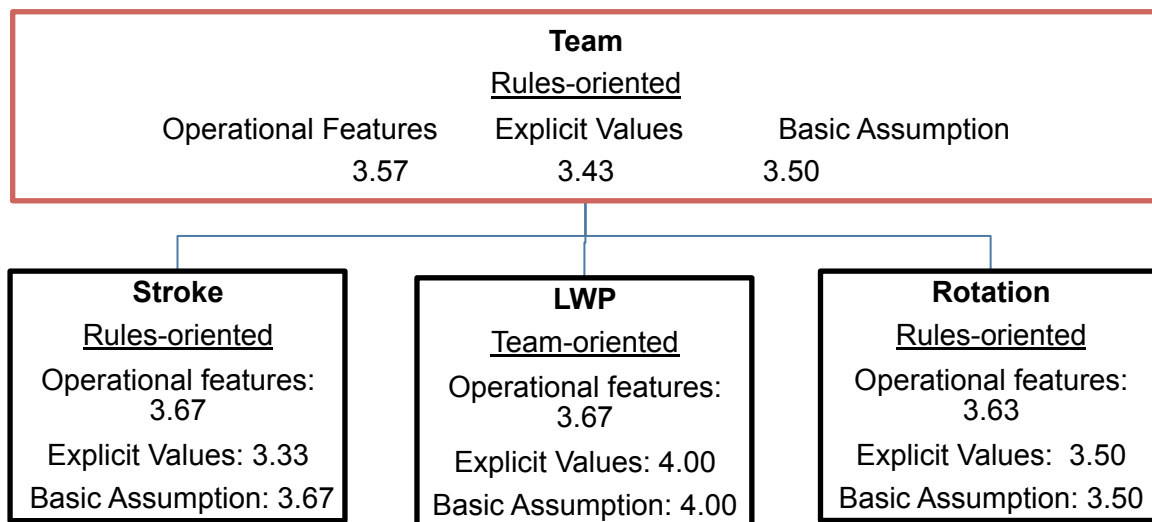 Team
Rules-oriented
Operational Features Explicit Values Basic Assumption
3.57 3.43 3.50
Stroke
Rules-oriented
Operational features:
3.67
Explicit Values: 3.33
Basic Assumption: 3.67
LWP
Team-oriented
Operational features:
3.67
Explicit Values: 4.00
Basic Assumption: 4.00
Rotation
Rules-oriented
Operational features:
3.63
Explicit Values: 3.50
Basic Assumption: 3.50